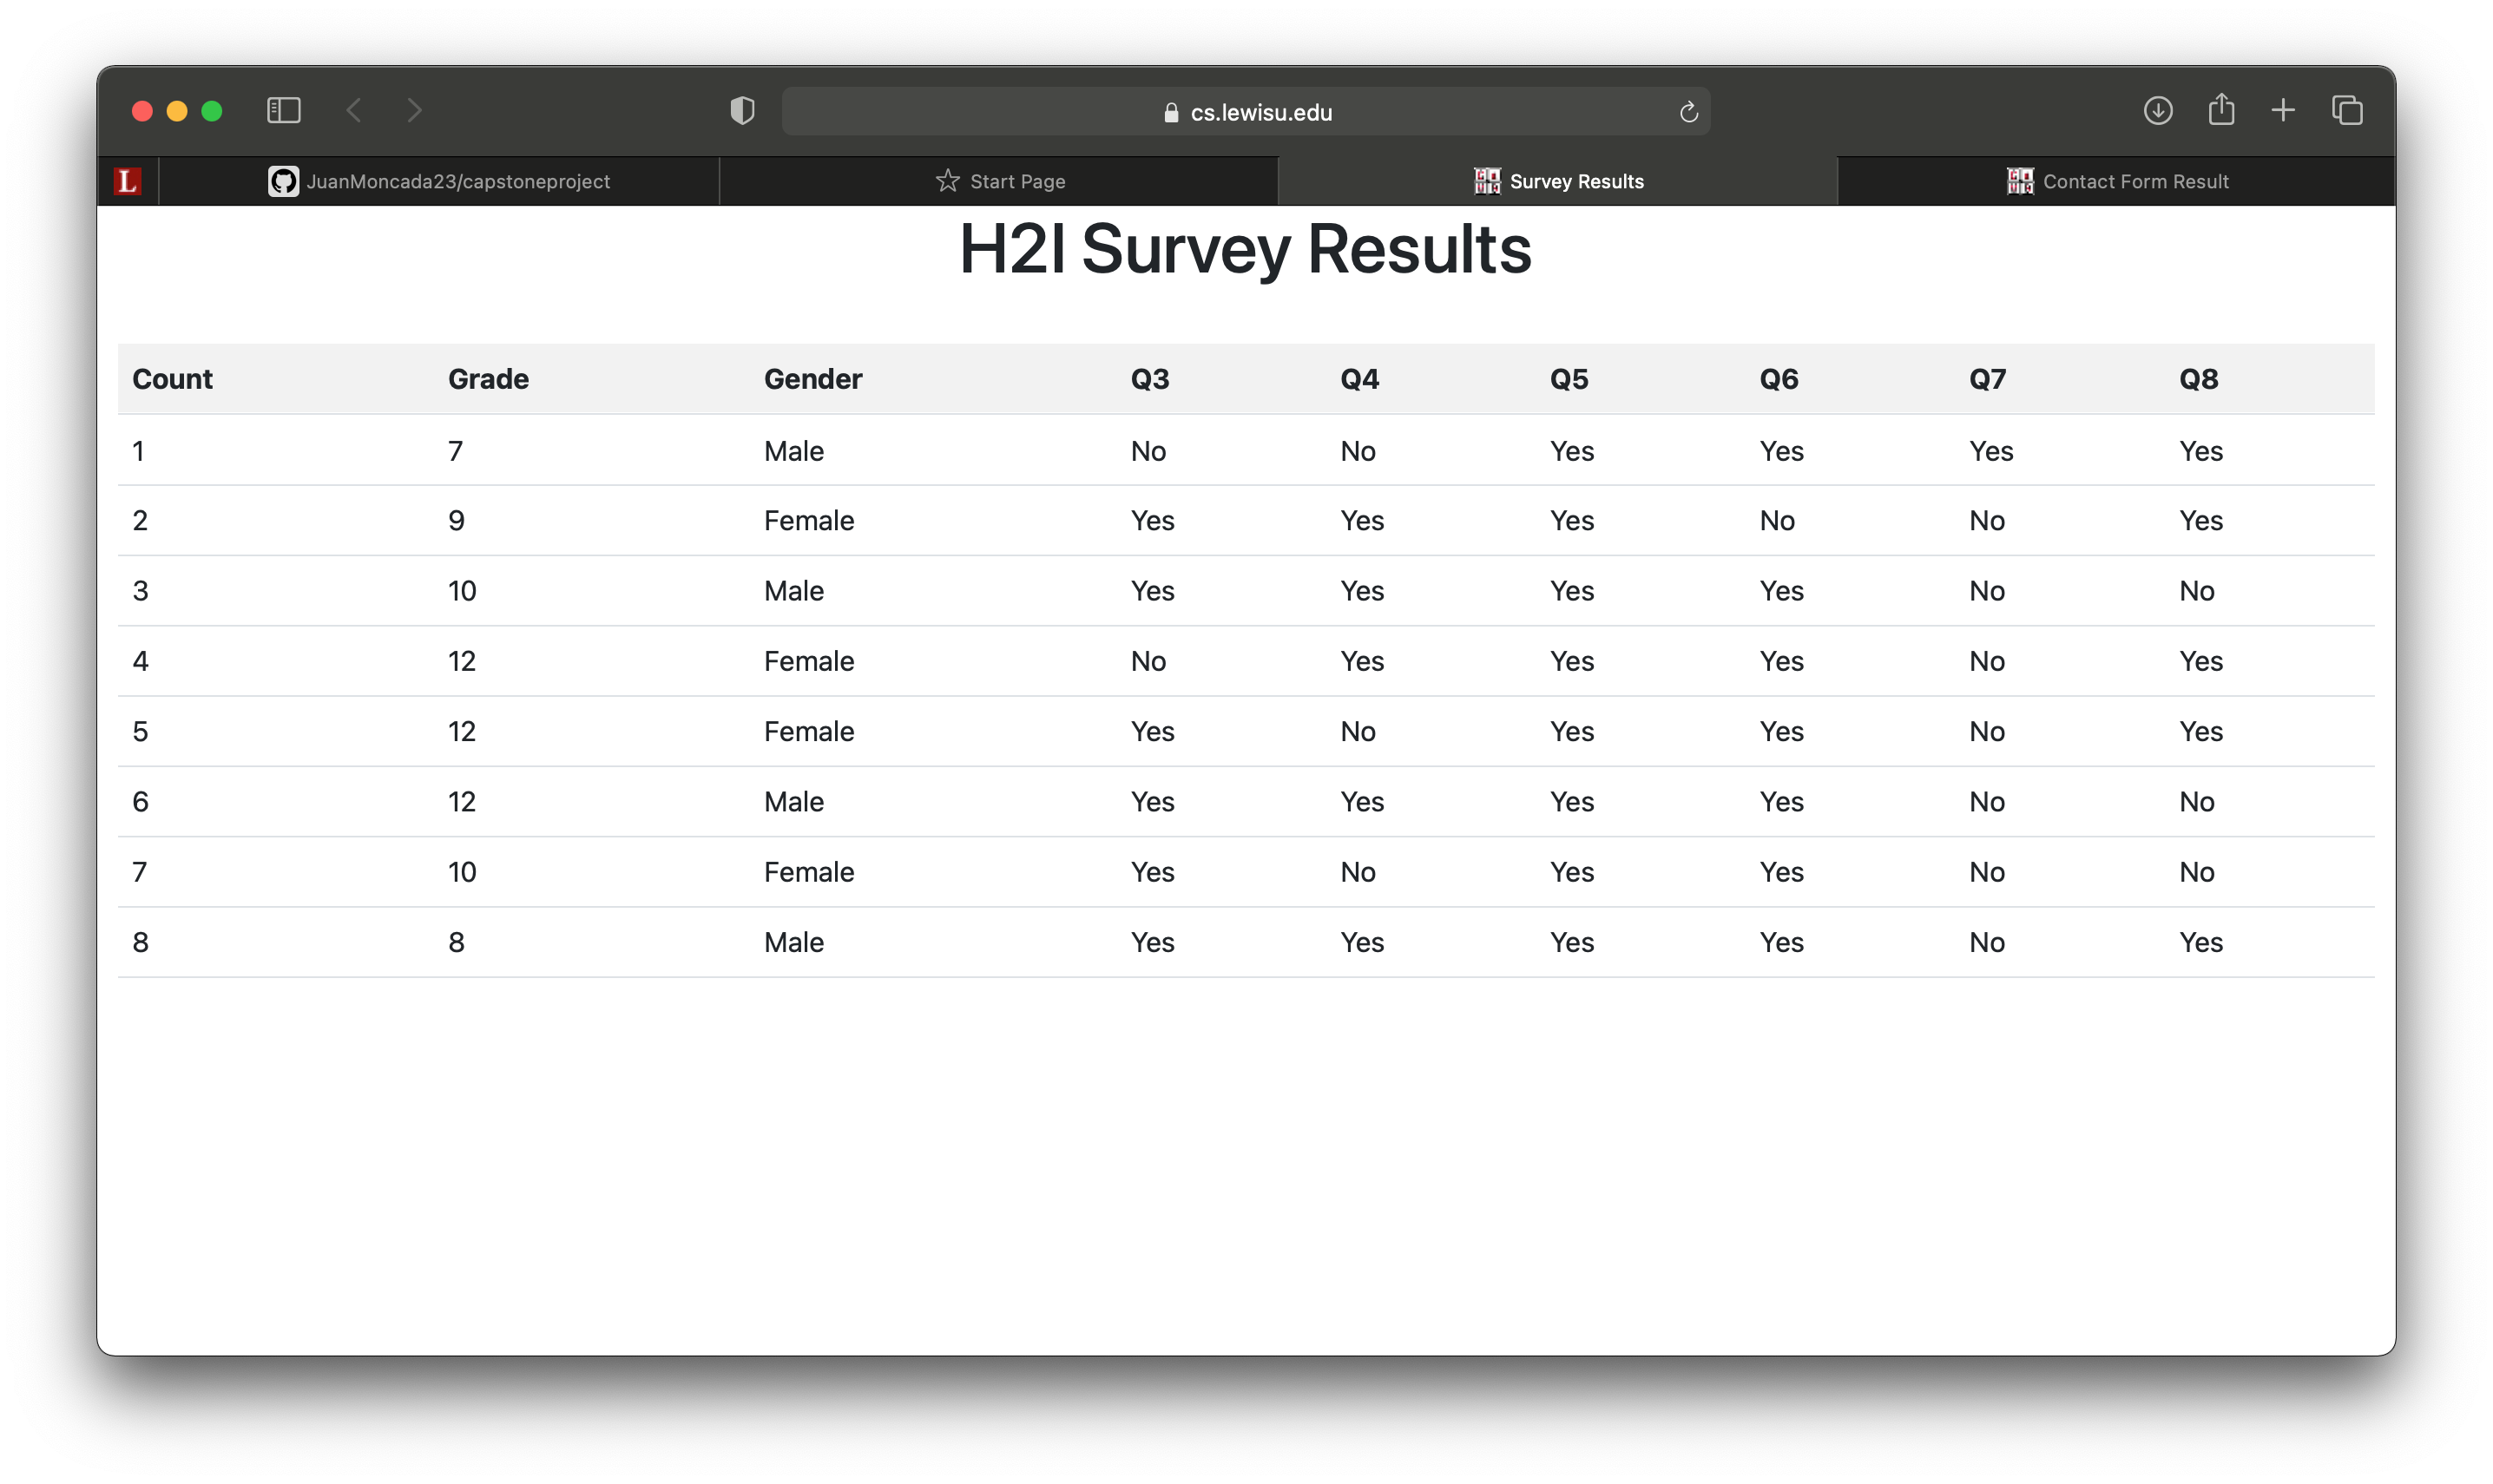 cs.lewisu.edu
L JuanMoncada23/capstoneproject Start Page Survey Results Contact Form Result
H2I Survey Results
Count Grade Gender Q3 Q4 Q5 Q6 Q7 Q8
1 7 Male No No Yes Yes Yes Yes
2 9 Female Yes Yes Yes No No Yes
3 10 Male Yes Yes Yes Yes No No
4 12 Female No Yes Yes Yes No Yes
5 12 Female Yes No Yes Yes No Yes
6 12 Male Yes Yes Yes Yes No No
7 10 Female Yes No Yes Yes No No
8 8 Male Yes Yes Yes Yes No Yes